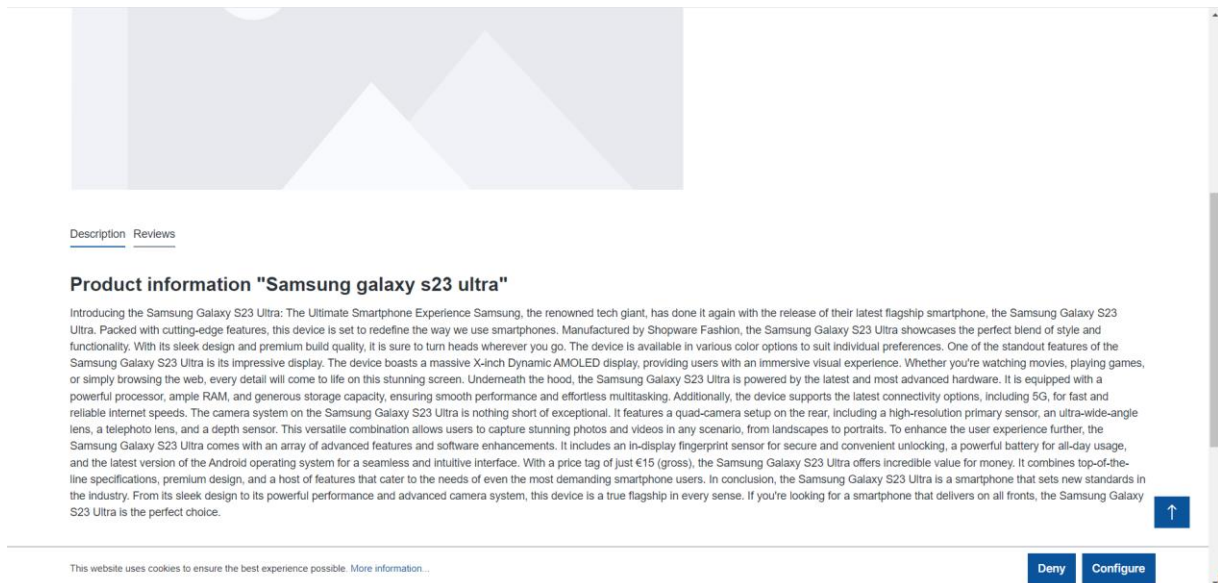 Description Reviews
Product information "Samsung galaxy s23 ultra"
Introducing the Samsung Galaxy S23 Ultra: The Ultimate Smartphone Experience Samsung, the renowned tech giant, has done it again with the release of their latest flagship smartphone, the Samsung Galaxy S23
Ultra. Packed with cutting-edge features, this device is set to redefine the way we use smartphones. Manufactured by Shopware Fashion, the Samsung Galaxy S23 Ultra showcases the perfect blend of style and
functionality. With its sleek design and premium build quality, it is sure to turn heads wherever you go. The device is available in various color options to suit individual preferences. One of the standout features of the
Samsung Galaxy S23 Ultra is its impressive display. The device boasts a massive X-inch Dynamic AMOLED display, providing users with an immersive visual experience. Whether you're watching movies, playing games,
or simply browsing the web, every detail will come to life on this stunning screen. Underneath the hood, the Samsung Galaxy S23 Ultra is powered by the latest and most advanced hardware. It is equipped with a
powerful processor, ample RAM, and generous storage capacity, ensuring smooth performance and effortless multitasking. Additionally, the device supports the latest connectivity options, including 5G, for fast and
reliable internet speeds. The camera system on the Samsung Galaxy S23 Ultra is nothing short of exceptional. It features a quad-camera setup on the rear, including a high-resolution primary sensor, an ultra-wide-angle
lens, a telephoto lens, and a depth sensor. This versatile combination allows users to capture stunning photos and videos in any scenario, from landscapes to portraits. To enhance the user experience further, the
Samsung Galaxy S23 Ultra comes with an array of advanced features and software enhancements. It includes an in-display fingerprint sensor for secure and convenient unlocking, a powerful battery for all-day usage,
and the latest version of the Android operating system for a seamless and intuitive interface. With a price tag of just €15 (gross), the Samsung Galaxy S23 Ultra offers incredible value for money. It combines top-of-the-
line specifications, premium design, and a host of features that cater to the needs of even the most demanding smartphone users. In conclusion, the Samsung Galaxy S23 Ultra is a smartphone that sets new standards in
the industry. From its sleek design to its powerful performance and advanced camera system, this device is a true flagship in every sense. If you're looking for a smartphone that delivers on all fronts, the Samsung Galaxy
S23 Ultra is the perfect choice.
This website uses cookies to ensure the best experience possible. More information...
Deny Configure